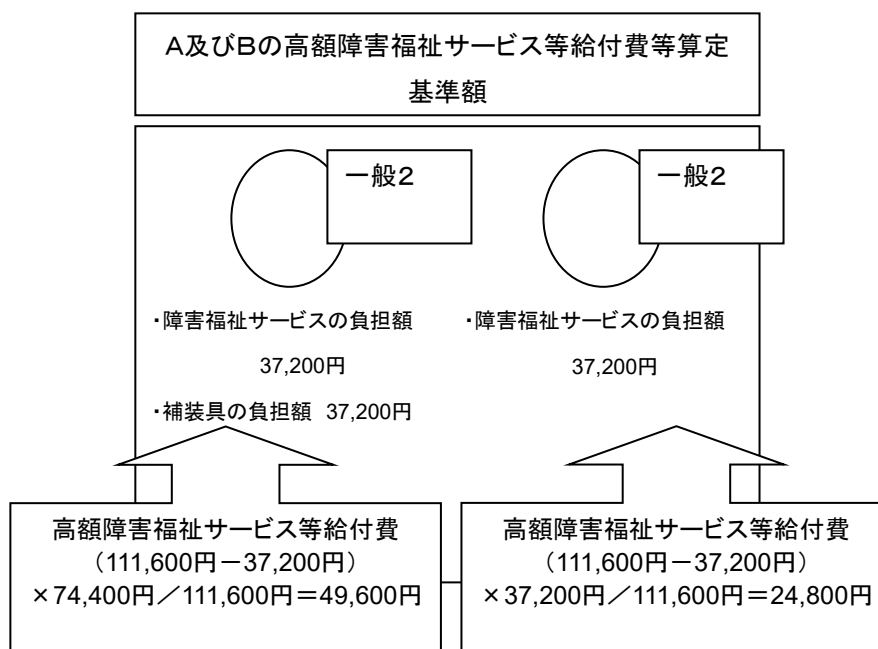 A及びBの高額障害福祉サービス等給付費等算定
基準額
一般2
一般2
・障害福祉サービスの負担額
37,200円
・補装具の負担額 37,200円
・障害福祉サービスの負担額
37,200円
高額障害福祉サービス等給付費
（111,600円－37,200円）
×74,400円／111,600円＝49,600円
高額障害福祉サービス等給付費
（111,600円－37,200円）
×37,200円／111,600円＝24,800円